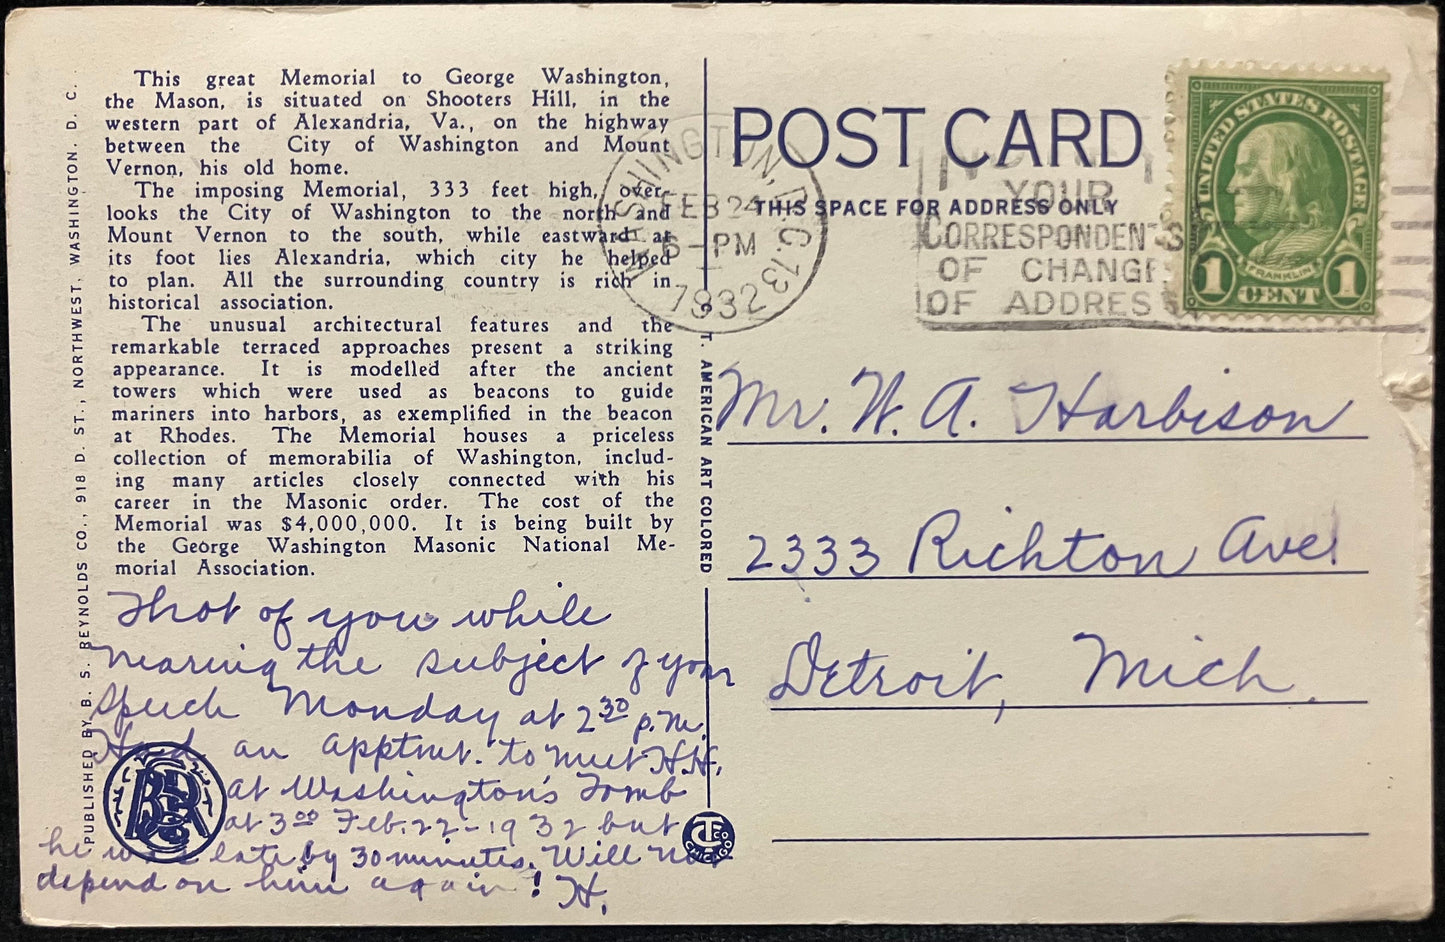 This great Memorial to George Washington,
the Mason, is situated on Shooters Hill, in the
western part of Alexandria, Va., on the highway
between the City of Washington and Mount
Vernon, his old home.
The imposing Memorial, 333 feet high, over-
looks the City of Washington to the north and
Mount Vernon to the south, while eastward at
its foot lies Alexandria, which city he helped
to plan. All the surrounding country is rich in
historical association.
The unusual architectural features and the
remarkable terraced approaches present a striking
appearance. It is modelled after the ancient
towers which were used as beacons to guide
mariners into harbors, as exemplified in the beacon
at Rhodes. The Memorial houses a priceless
collection of memorabilia of Washington, includ-
ing many articles closely connected with his
career in the Masonic order. The cost of the
Memorial was $4,000,000. It is being built by
the George Washington Masonic National Me-
morial Association.
Thot of you while
nearing the subject of your
speech Monday at 2 30 p.m.
Had an apptmt. to meet H.H.
at Washington's Tomb
at 3 00 Feb. 22-1932 but
he was late by 30 minutes. Will not
depend on him again! H.
PUBLISHED BY B. S. REYNOLDS CO., 918 D. ST., NORTHWEST, WASHINGTON, D. C.
BSR CO
C. T. AMERICAN ART COLORED
CT CO
CHICAGO
POST CARD
THIS SPACE FOR ADDRESS ONLY
WASHINGTON, D.C. 13
FEB 24
6-PM
1932
YOUR
CORRESPONDENTS
OF CHANGE
OF ADDRES
UNITED STATES POSTAGE
FRANKLIN
1 CENT 1
Mr. W. A. Harbison
2333 Richton Ave.
Detroit, Mich.